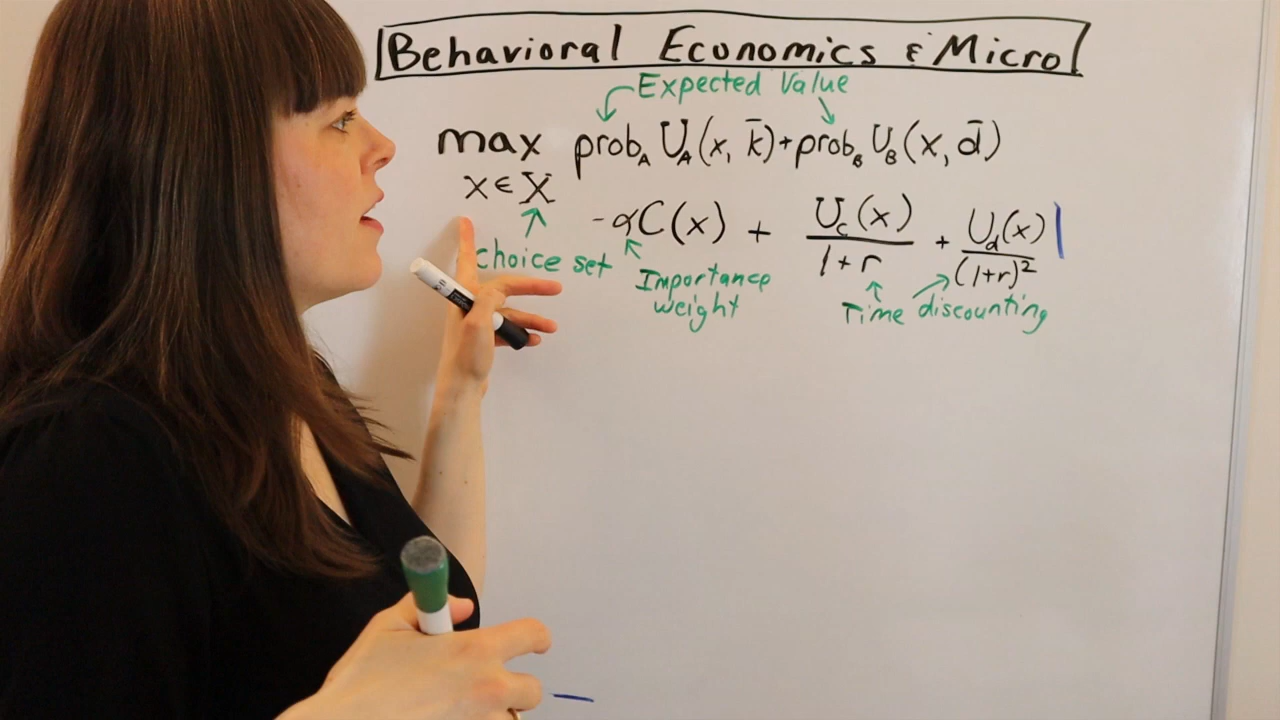 Behavioral Economics & Micro
Expected Value
max prob_A U_A(x, k̄) + prob_B U_B(x, d̄)
x ∈ X
- αC(x) + U_c(x) / 1+r + U_d(x) / (1+r)²
choice set
Importance weight
Time discounting